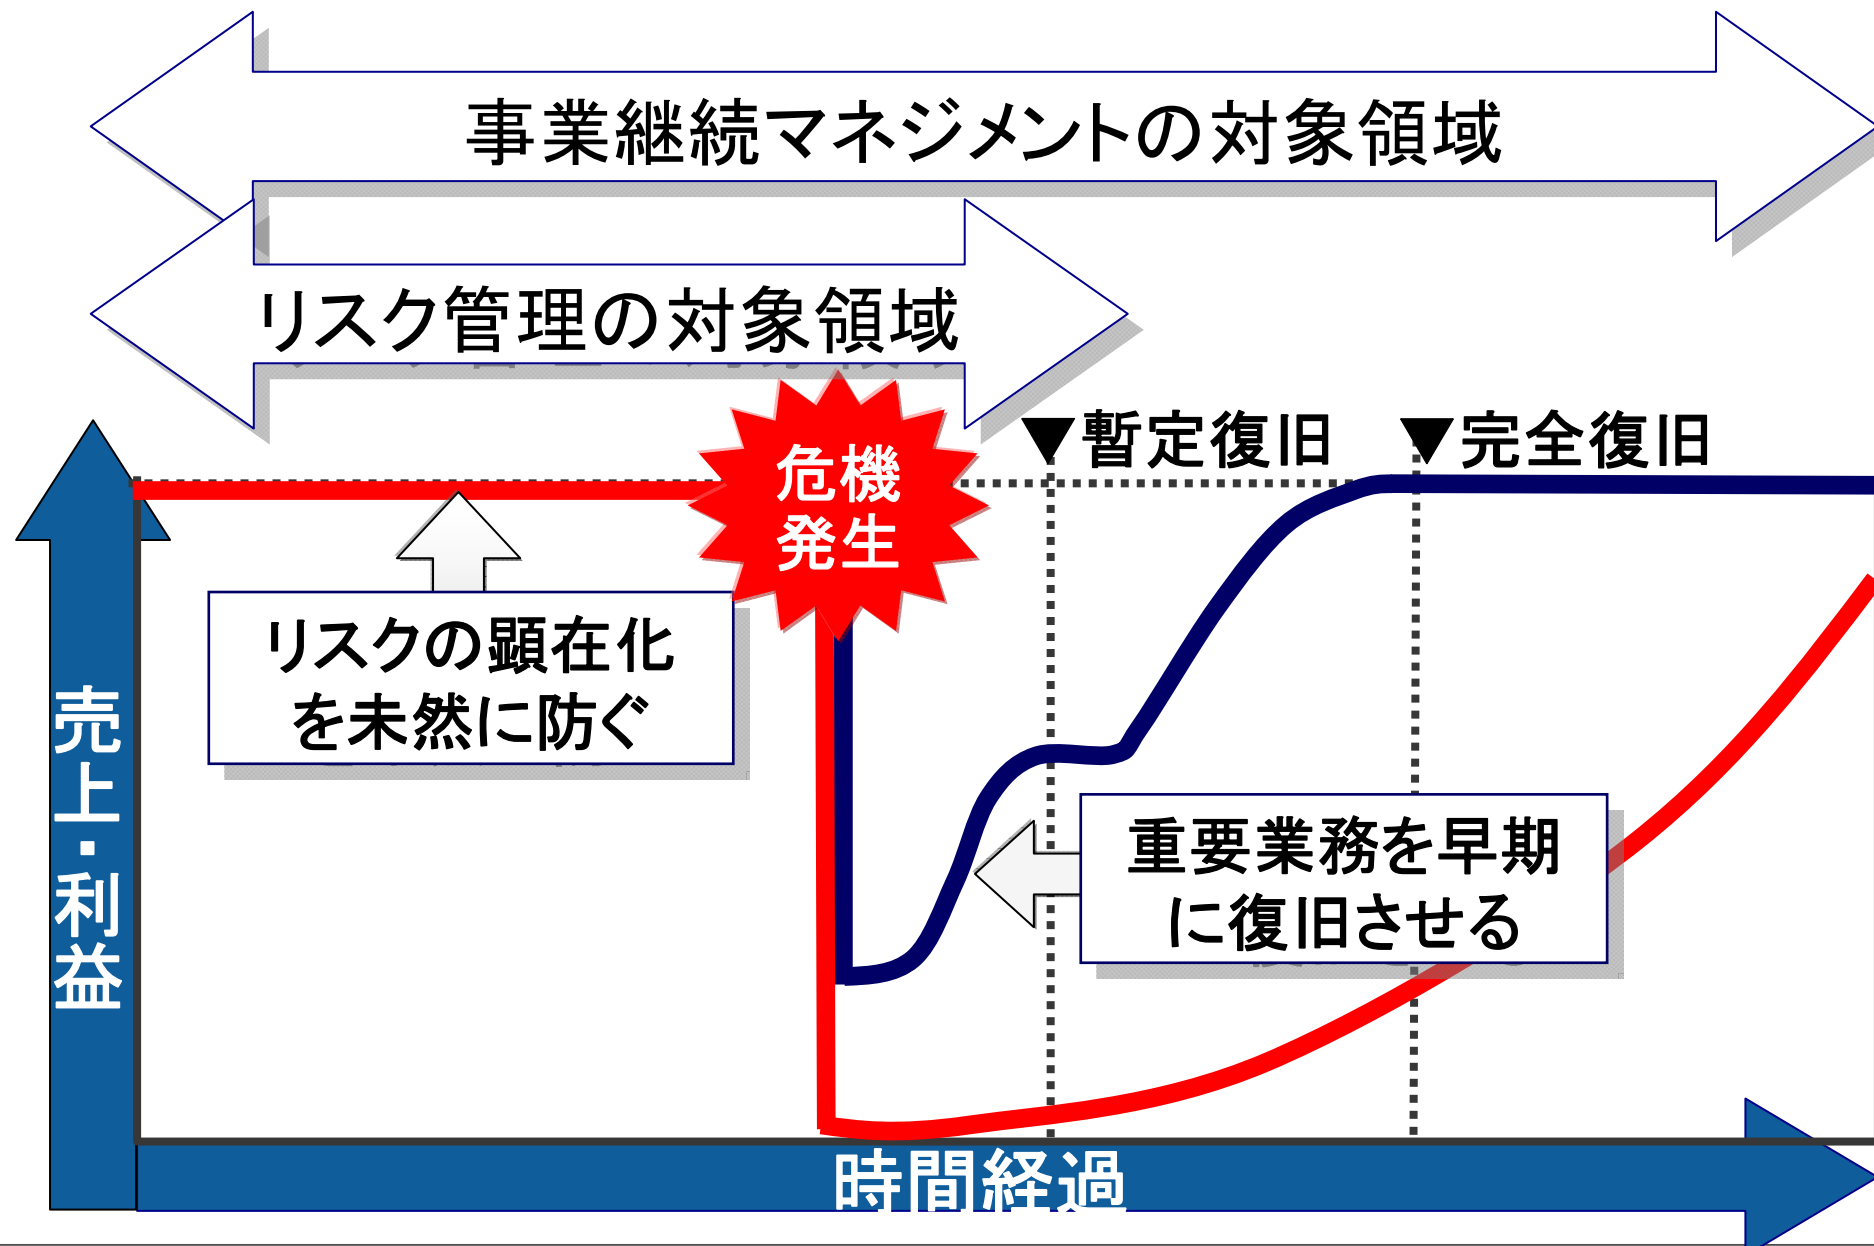 事業継続マネジメントの対象領域
リスク管理の対象領域
▼暫定復旧
▼完全復旧
危機
発生
リスクの顕在化
を未然に防ぐ
売上・利益
重要業務を早期
に復旧させる
時間経過